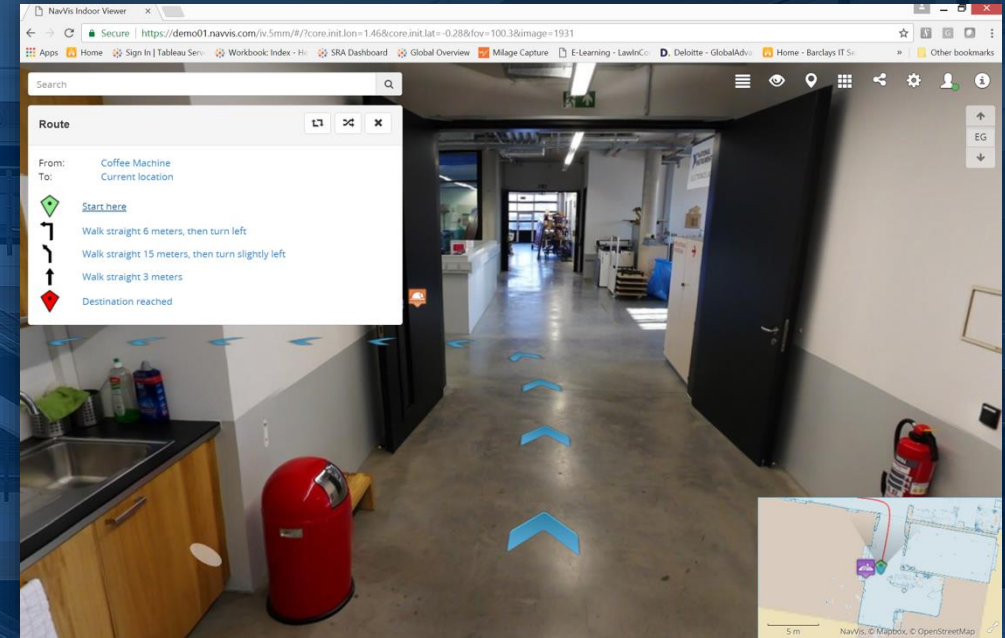 NavVis Indoor Viewer
Secure | https://demo01.navvis.com/iv.5mm/#/?core.init.lon=1.46&core.init.lat=-0.28&fov=100.3&image=1931
Apps Home Sign In | Tableau Serv Workbook: Index - He SRA Dashboard Global Overview Milage Capture E-Learning - LawInCo D. Deloitte - GlobalAdva Home - Barclays IT Se » Other bookmarks
Search
Route
EG
From: Coffee Machine
To: Current location
Start here
Walk straight 6 meters, then turn left
Walk straight 15 meters, then turn slightly left
Walk straight 3 meters
Destination reached
5 m NavVis, © Mapbox, © OpenStreetMap